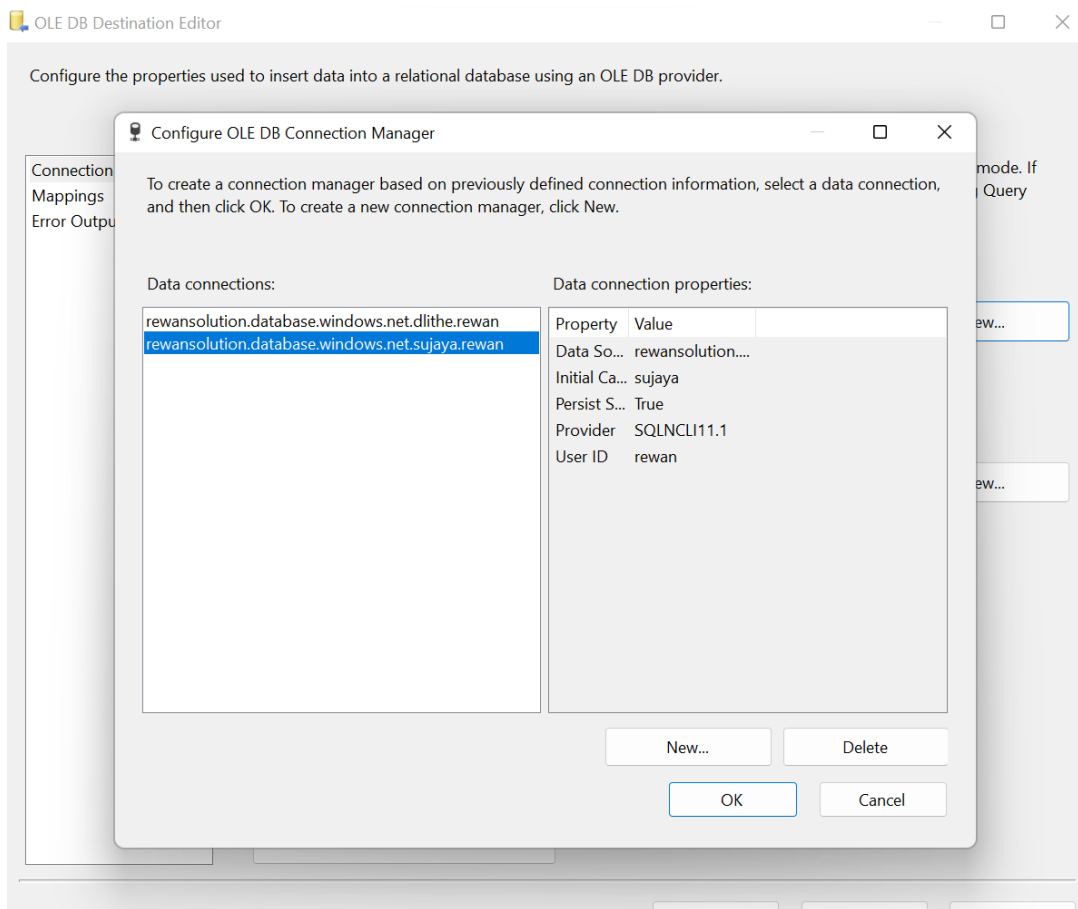 OLE DB Destination Editor
Configure the properties used to insert data into a relational database using an OLE DB provider.
Configure OLE DB Connection Manager
Connection
Mappings
Error Outpu
mode. If
Query
To create a connection manager based on previously defined connection information, select a data connection,
and then click OK. To create a new connection manager, click New.
Data connections:
Data connection properties:
rewansolution.database.windows.net.dlithe.rewan
rewansolution.database.windows.net.sujaya.rewan
Property Value
Data So... rewansolution....
Initial Ca... sujaya
Persist S... True
Provider SQLNCLI11.1
User ID rewan
ew...
ew...
New...
Delete
OK
Cancel